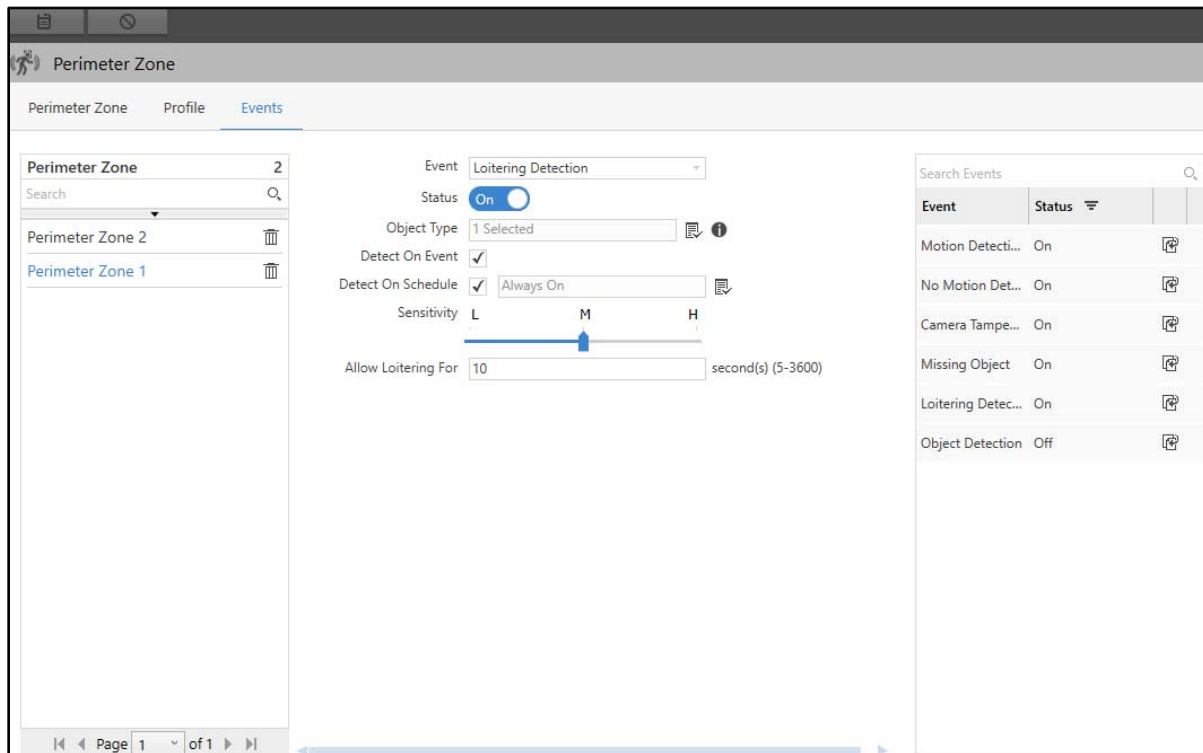 Perimeter Zone
Perimeter Zone Profile Events
Perimeter Zone 2
Search
Perimeter Zone 2
Perimeter Zone 1
Page 1 of 1
Event Loitering Detection
Status On
Object Type 1 Selected
Detect On Event
Detect On Schedule Always On
Sensitivity L M H
Allow Loitering For 10 second(s) (5-3600)
Search Events
Event Status
Motion Detecti... On
No Motion Det... On
Camera Tampe... On
Missing Object On
Loitering Detec... On
Object Detection Off